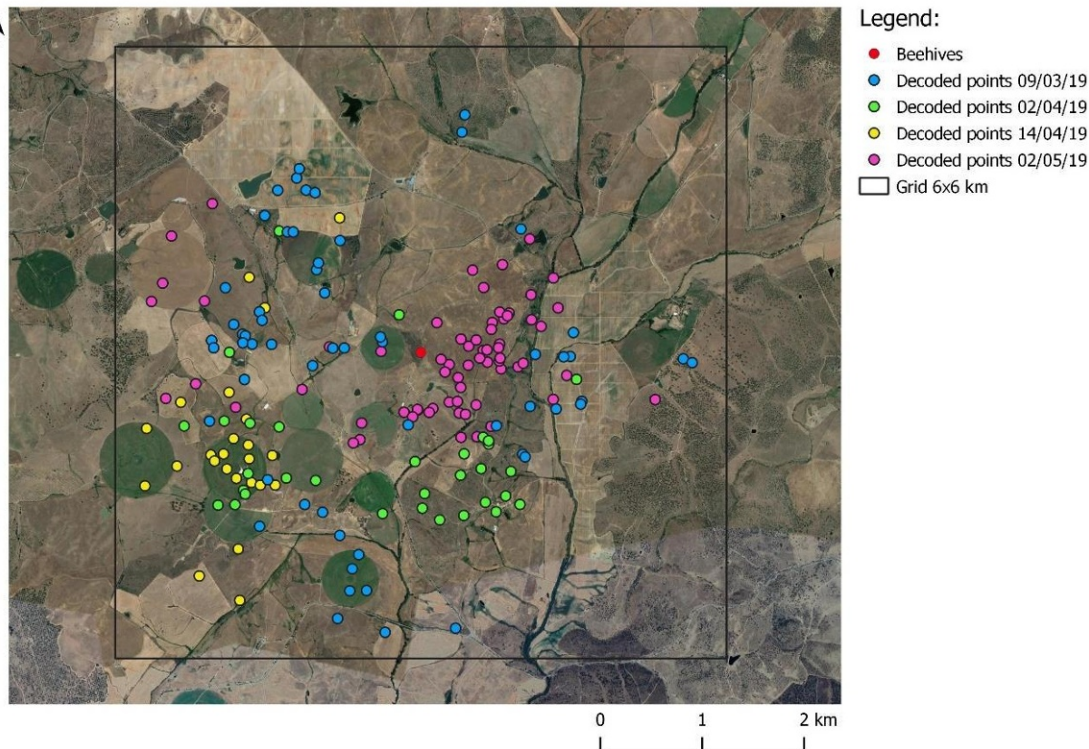 Legend:
Beehives
Decoded points 09/03/19
Decoded points 02/04/19
Decoded points 14/04/19
Decoded points 02/05/19
Grid 6x6 km
0 1 2 km